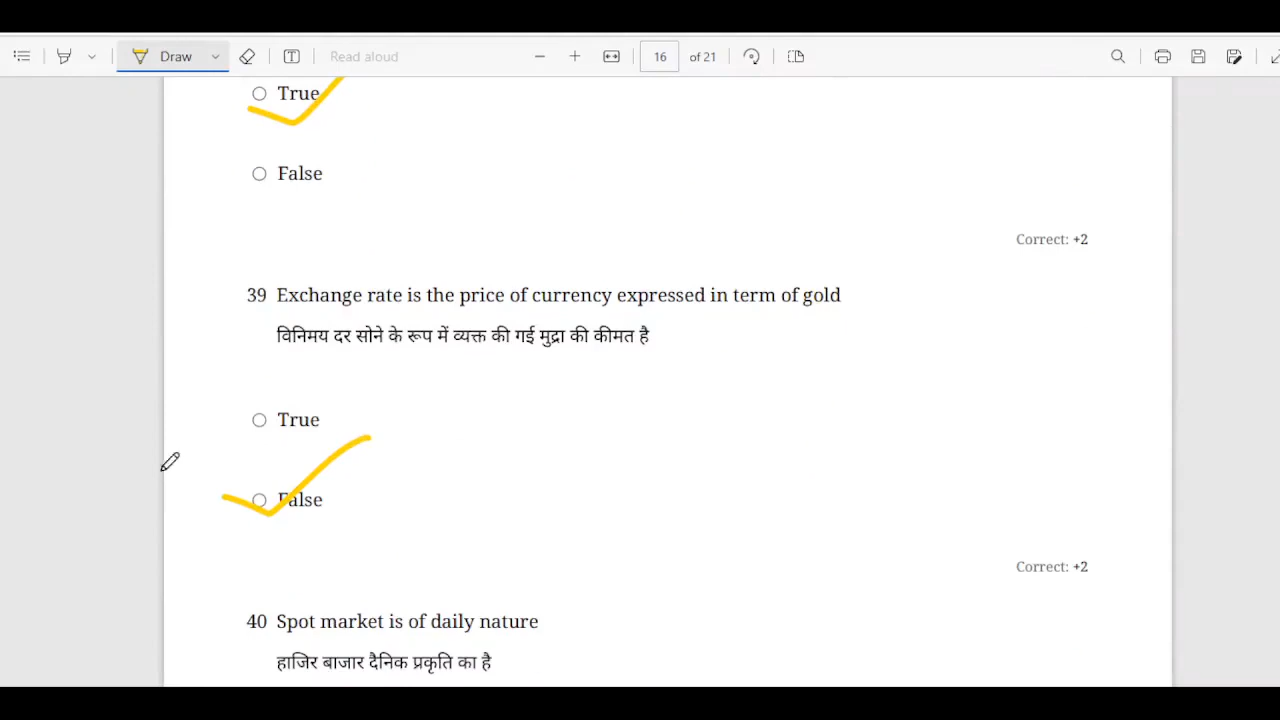 Draw
Read aloud
16 of 21
True
False
Correct: +2
39 Exchange rate is the price of currency expressed in term of gold
विनिमय दर सोने के रूप में व्यक्त की गई मुद्रा की कीमत है
True
False
Correct: +2
40 Spot market is of daily nature
हाजिर बाजार दैनिक प्रकृति का है